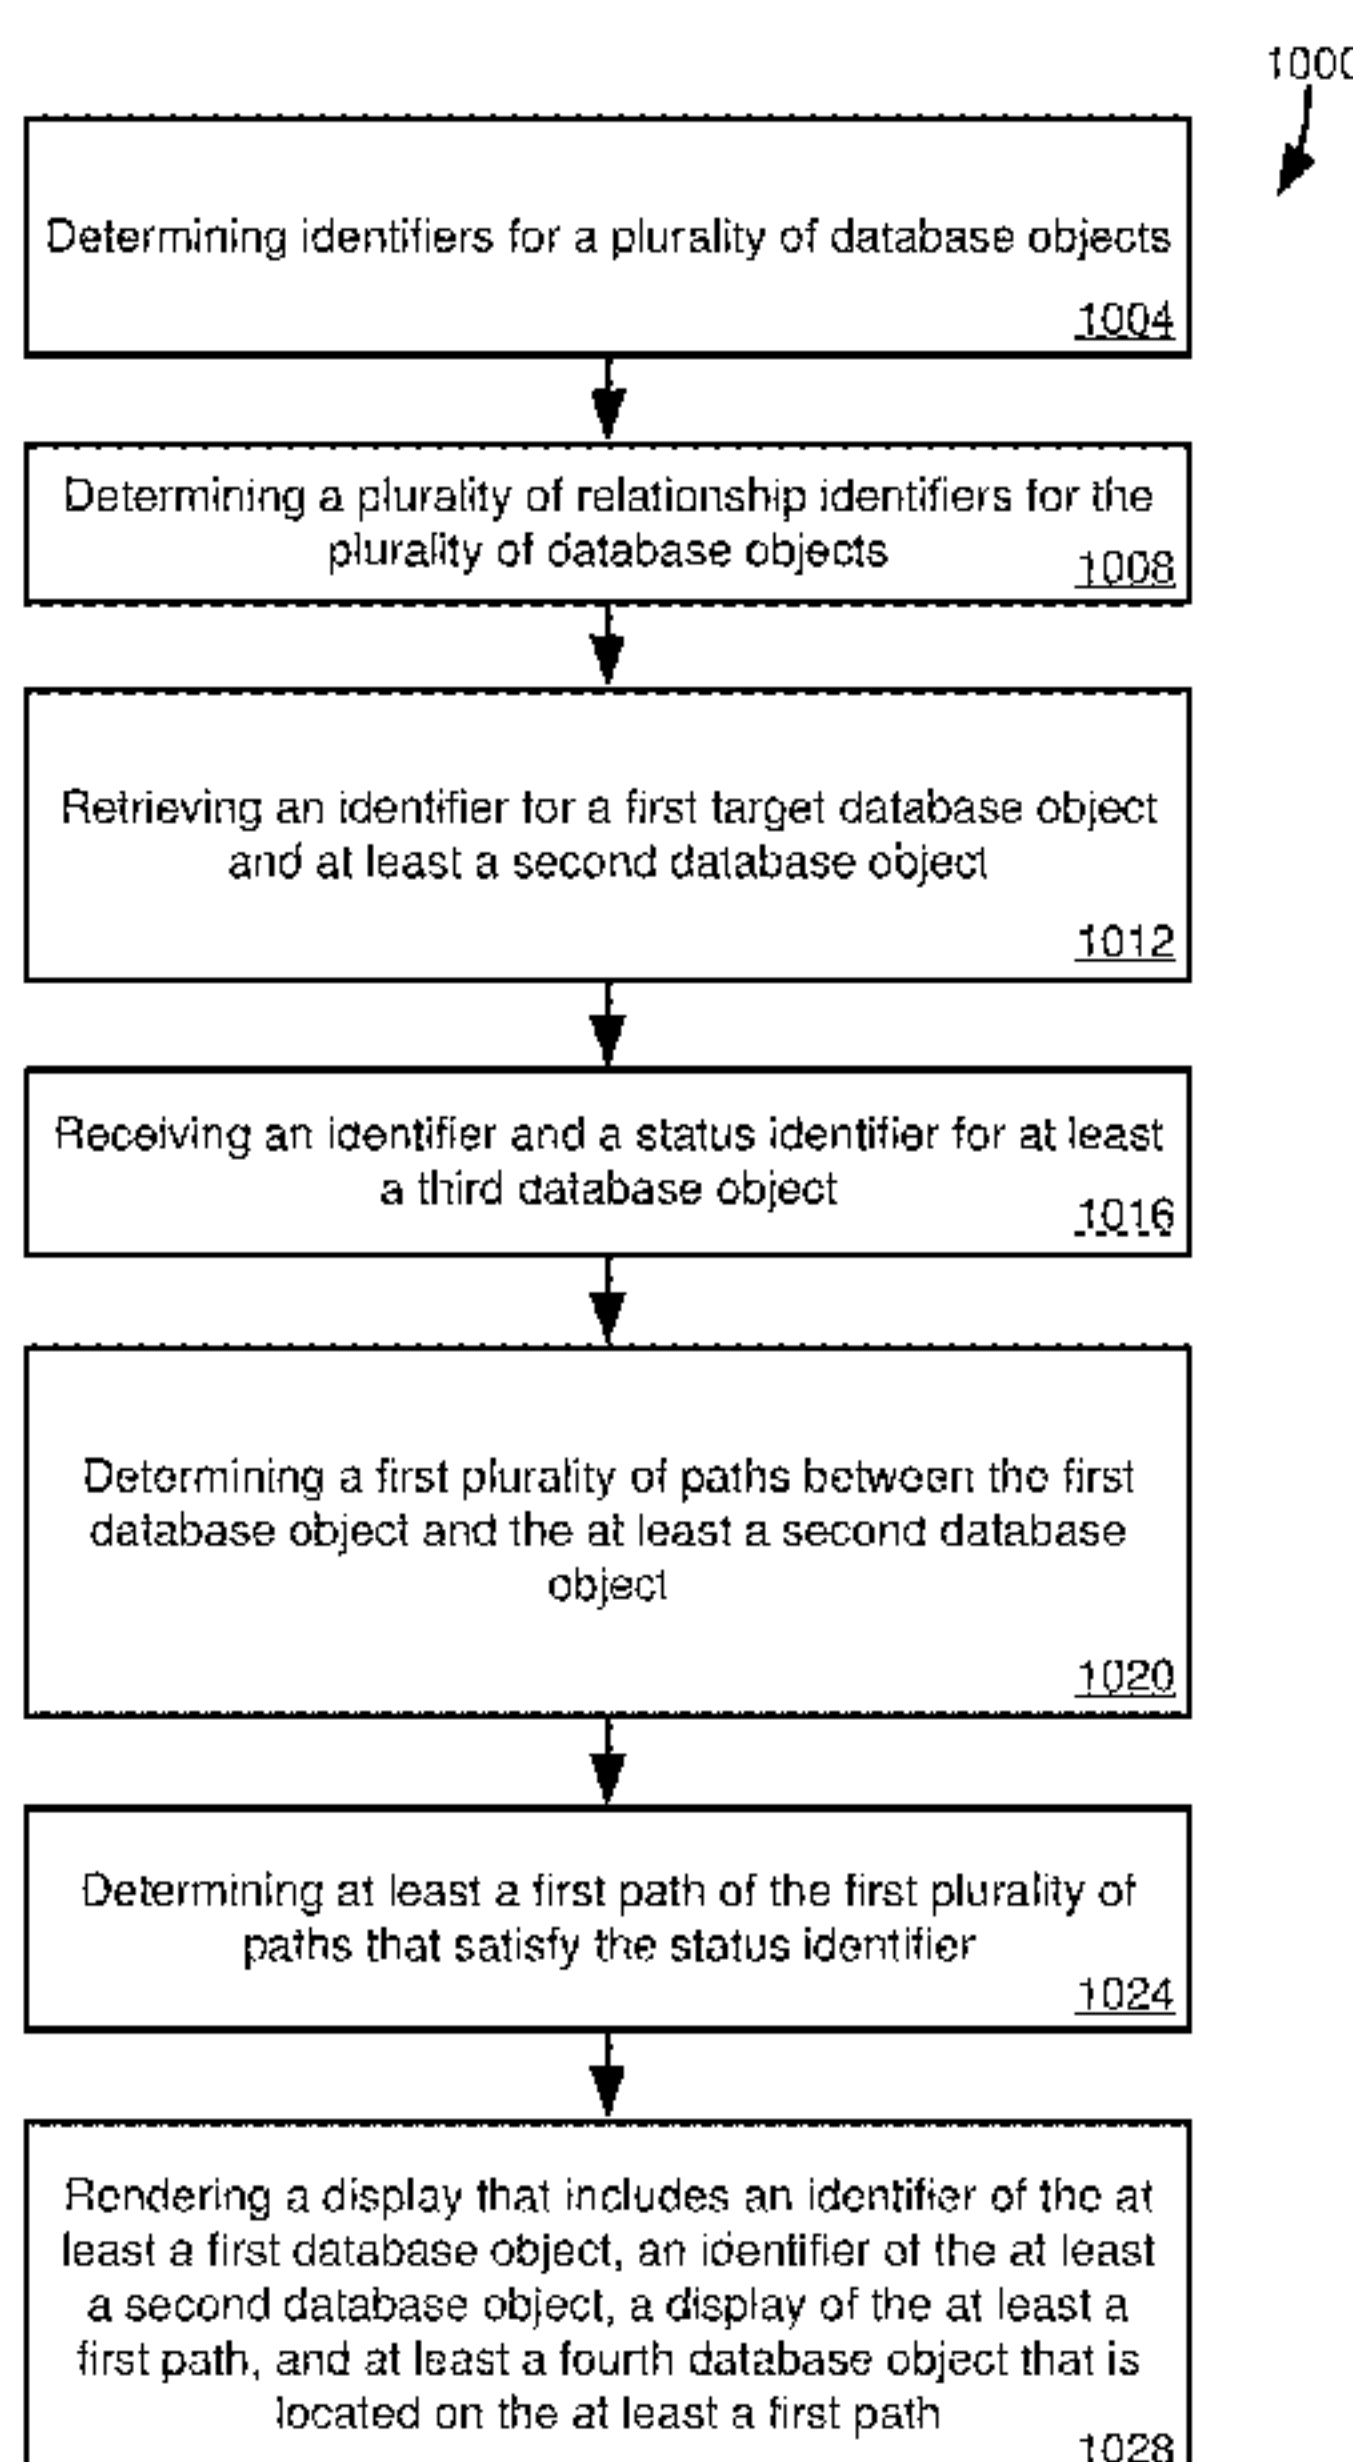 1000
Determining identifiers for a plurality of database objects
1004
Determining a plurality of relationship identifiers for the
plurality of database objects
1008
Retrieving an identifier for a first target database object
and at least a second database object
1012
Receiving an identifier and a status identifier for at least
a third database object
1016
Determining a first plurality of paths between the first
database object and the at least a second database
object
1020
Determining at least a first path of the first plurality of
paths that satisfy the status identifier
1024
Rendering a display that includes an identifier of the at
least a first database object, an identifier of the at least
a second database object, a display of the at least a
first path, and at least a fourth database object that is
located on the at least a first path
1028